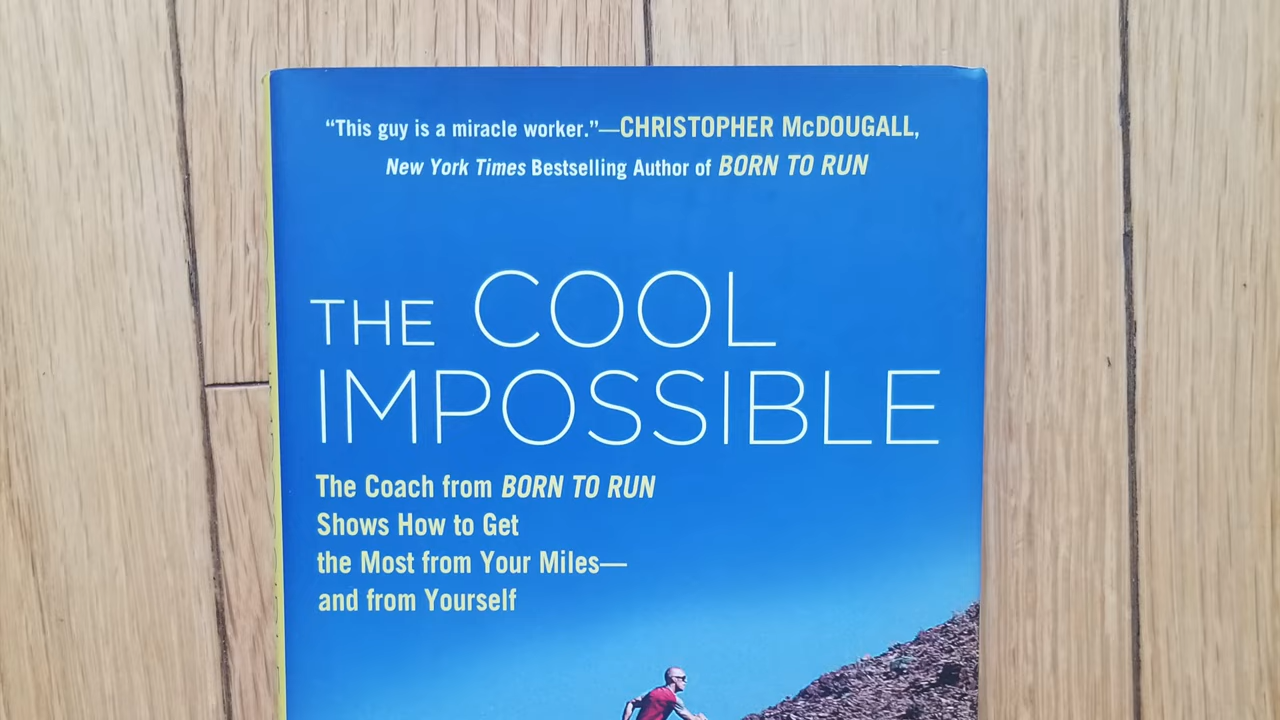 “This guy is a miracle worker.”—CHRISTOPHER McDOUGALL,
New York Times Bestselling Author of BORN TO RUN
THE COOL
IMPOSSIBLE
The Coach from BORN TO RUN
Shows How to Get
the Most from Your Miles—
and from Yourself